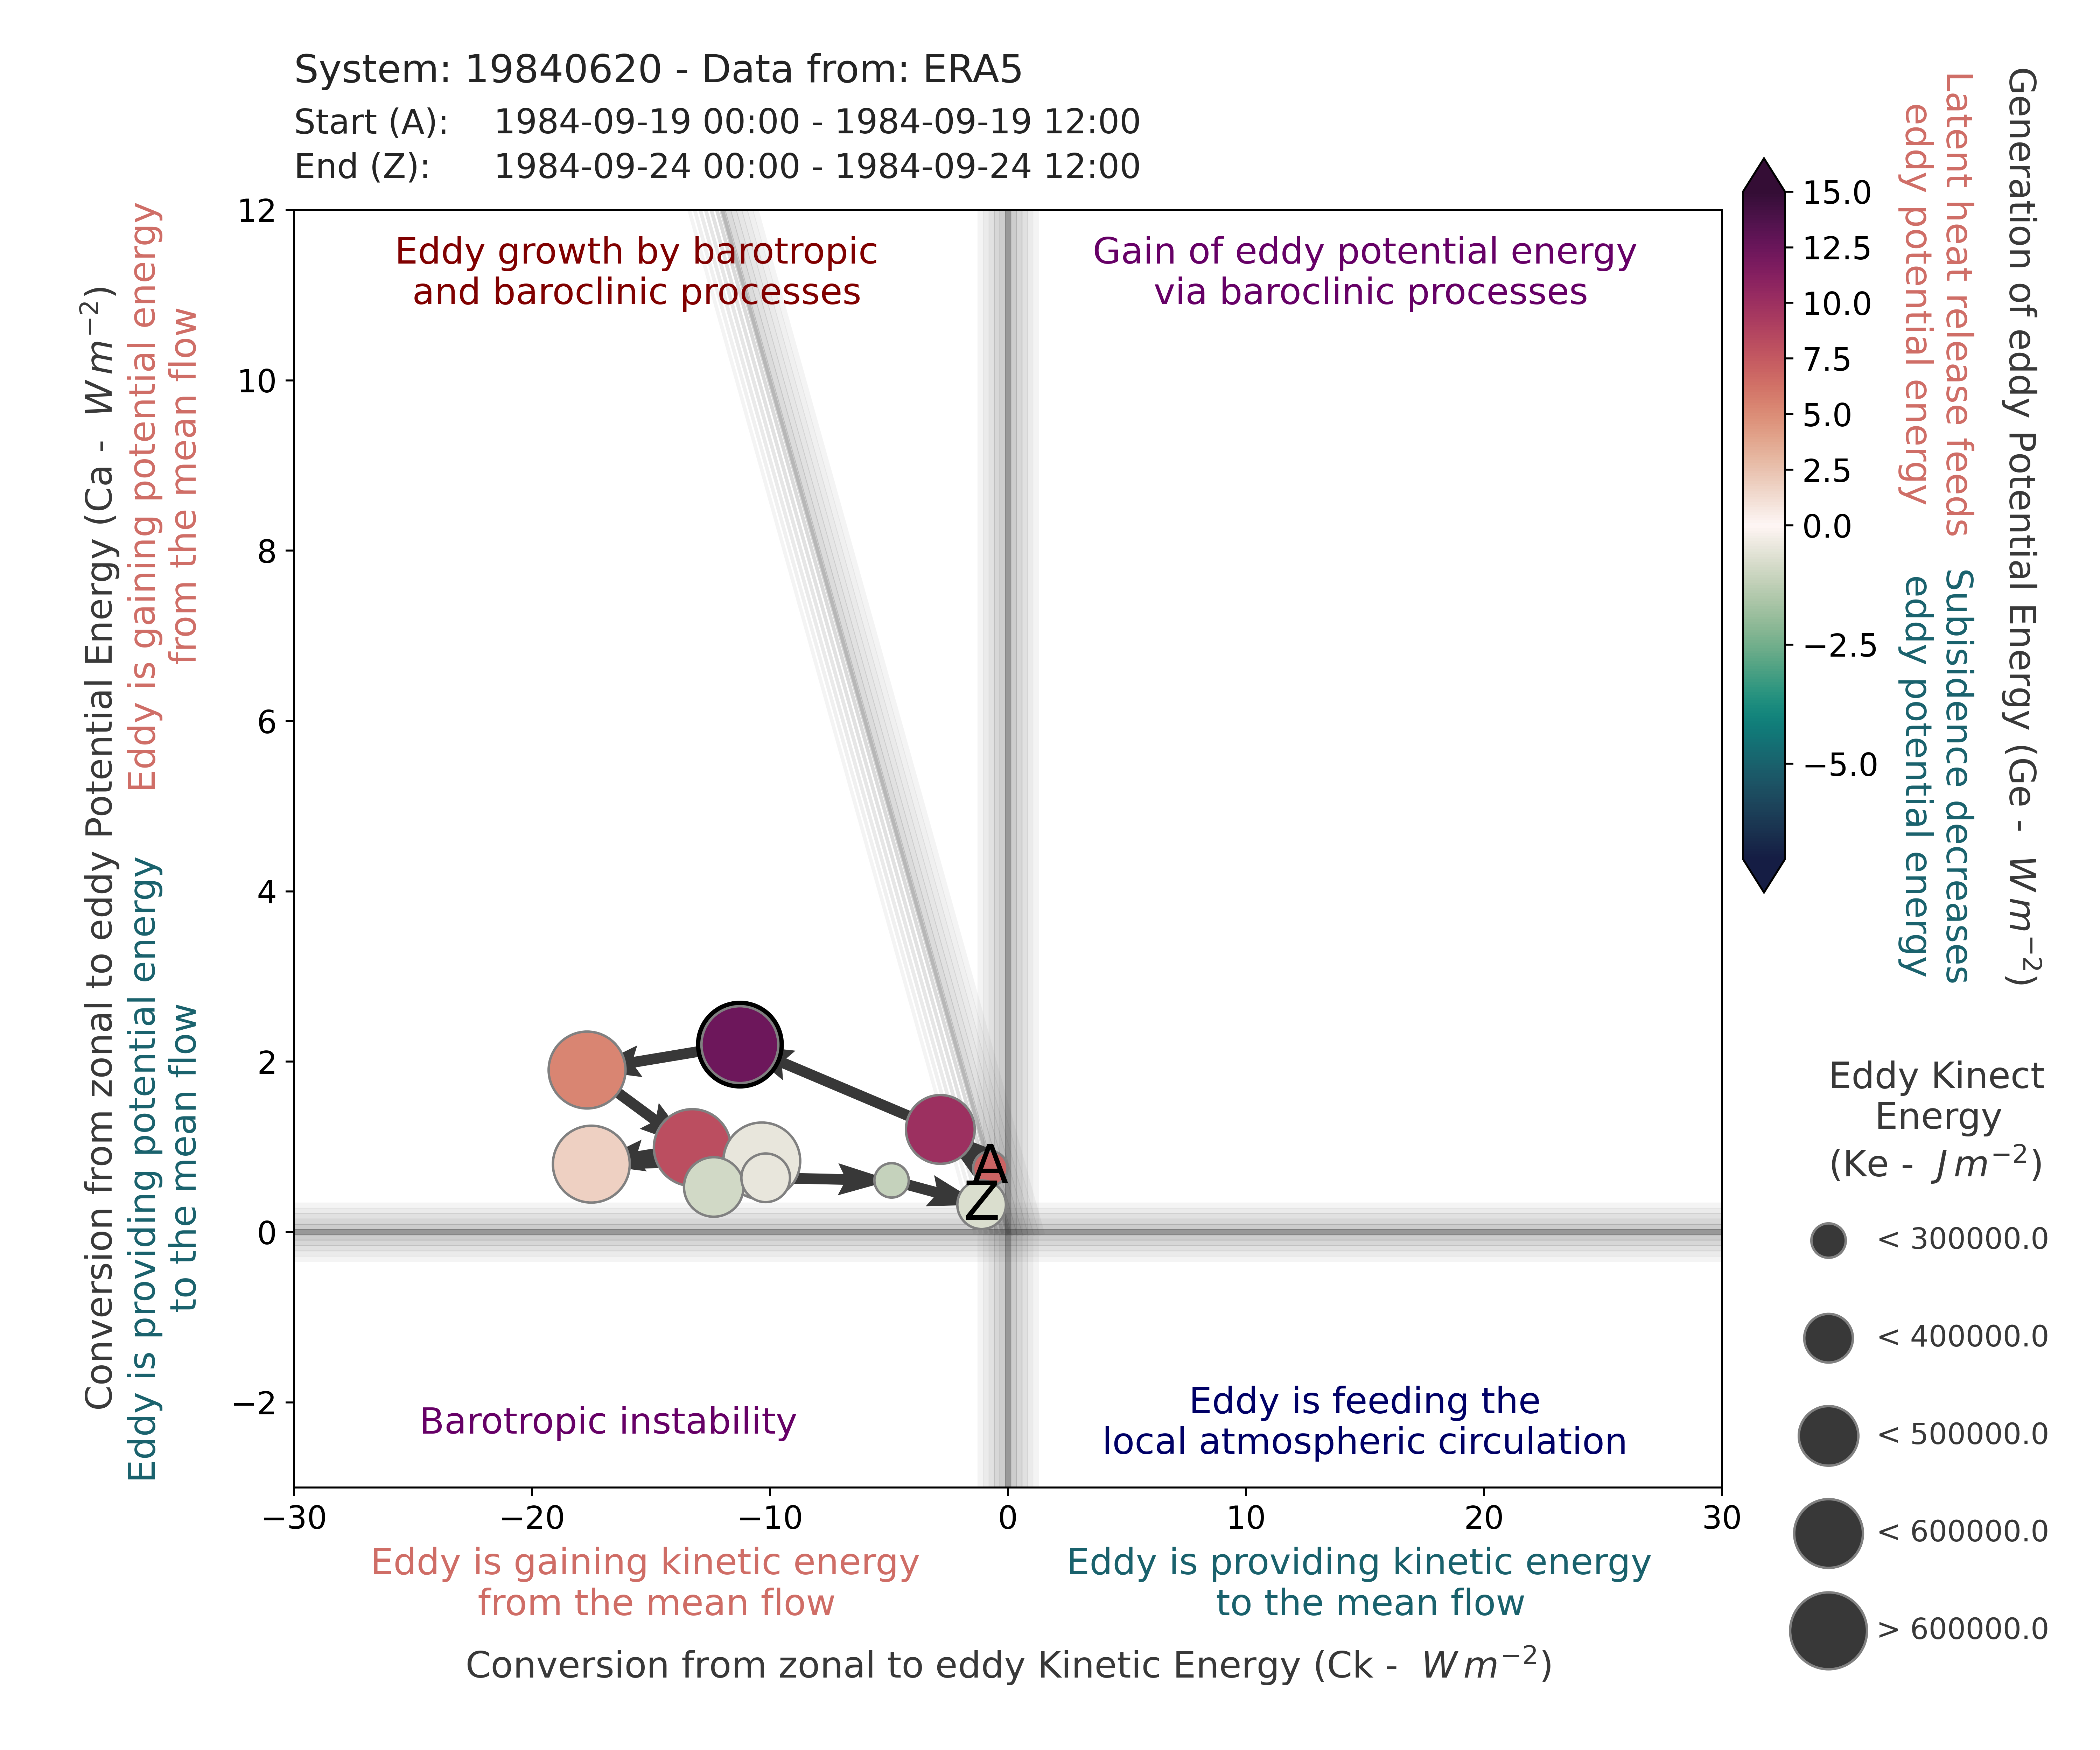 System: 19840620 - Data from: ERA5
Start (A): 1984-09-19 00:00 - 1984-09-19 12:00
End (Z): 1984-09-24 00:00 - 1984-09-24 12:00
Conversion from zonal to eddy Potential Energy (Ca - W m⁻²)
Eddy is gaining potential energy
from the mean flow
Eddy is providing potential energy
to the mean flow
12
10
8
6
4
2
0
−2
Eddy growth by barotropic
and baroclinic processes
Gain of eddy potential energy
via baroclinic processes
A
Z
Barotropic instability
Eddy is feeding the
local atmospheric circulation
−30
−20
−10
0
10
20
30
Eddy is gaining kinetic energy
from the mean flow
Eddy is providing kinetic energy
to the mean flow
Conversion from zonal to eddy Kinetic Energy (Ck - W m⁻²)
15.0
12.5
10.0
7.5
5.0
2.5
0.0
−2.5
−5.0
Latent heat release feeds
eddy potential energy
Subisidence decreases
eddy potential energy
Generation of eddy Potential Energy (Ge - W m⁻²)
Eddy Kinect
Energy
(Ke - J m⁻²)
< 300000.0
< 400000.0
< 500000.0
< 600000.0
> 600000.0